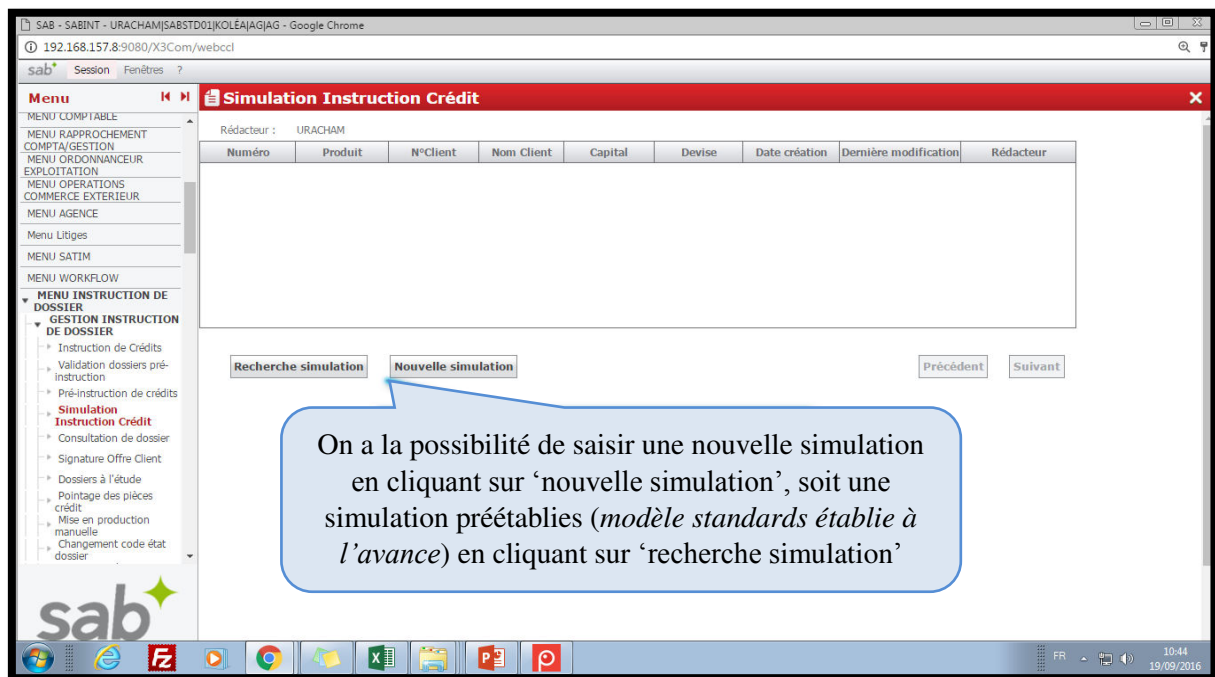 SAB - SABINT - URACHAM|SABSTD01|KOLÉA|AG|AG - Google Chrome
192.168.157.8:9080/X3Com/webccl
sab Session Fenêtres ?
Menu
Simulation Instruction Crédit
MENU COMPTABLE
MENU RAPPROCHEMENT
COMPTA/GESTION
MENU ORDONNANCEUR
EXPLOITATION
MENU OPERATIONS
COMMERCE EXTERIEUR
MENU AGENCE
Menu Litiges
MENU SATIM
MENU WORKFLOW
MENU INSTRUCTION DE
DOSSIER
GESTION INSTRUCTION
DE DOSSIER
Instruction de Crédits
Validation dossiers pré-
instruction
Pré-instruction de crédits
Simulation
Instruction Crédit
Consultation de dossier
Signature Offre Client
Dossiers à l'étude
Pointage des pièces
crédit
Mise en production
manuelle
Changement code état
dossier
sab
Rédacteur : URACHAM
Numéro Produit N°Client Nom Client Capital Devise Date création Dernière modification Rédacteur
Recherche simulation Nouvelle simulation Précédent Suivant
On a la possibilité de saisir une nouvelle simulation
en cliquant sur ‘nouvelle simulation’, soit une
simulation préétablies (modèle standards établie à
l’avance) en cliquant sur ‘recherche simulation’
FR 10:44
19/09/2016